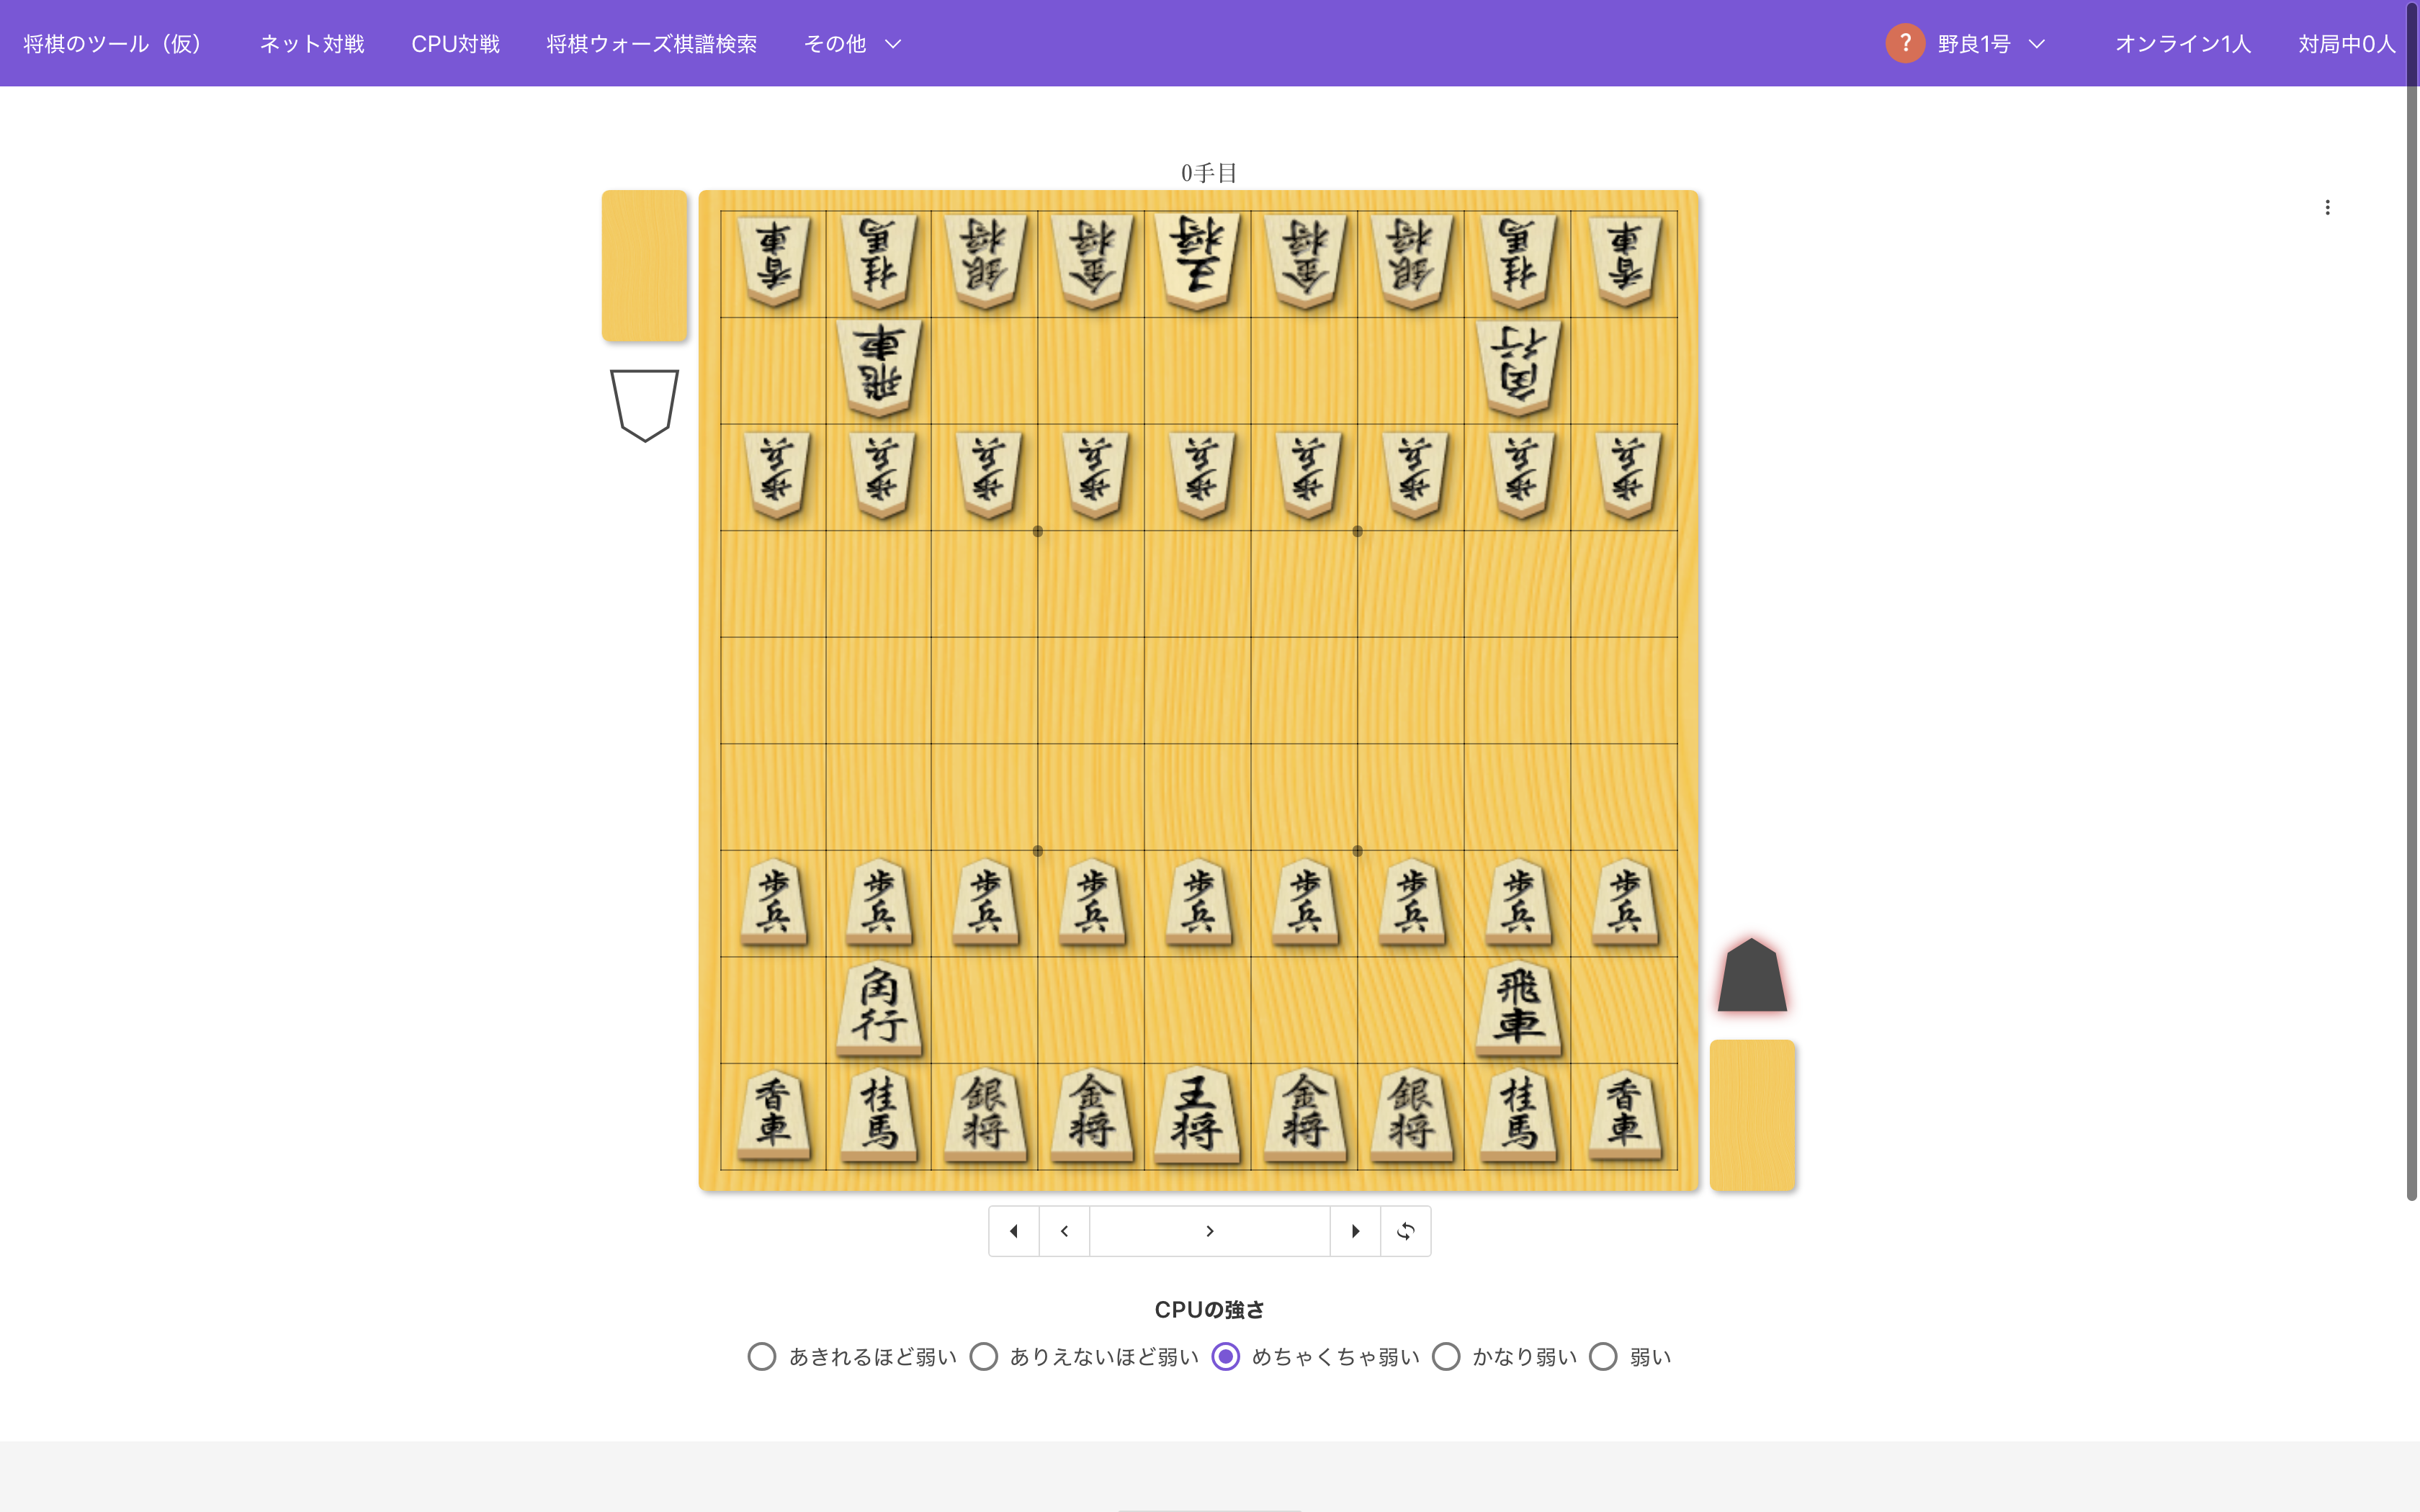 将棋のツール（仮） ネット対戦 CPU対戦 将棋ウォーズ棋譜検索 その他 ? 野良1号 オンライン1人 対局中0人
0手目
香車 桂馬 銀将 金将 王将 金将 銀将 桂馬 香車
飛車 角行
歩兵 歩兵 歩兵 歩兵 歩兵 歩兵 歩兵 歩兵 歩兵
歩兵 歩兵 歩兵 歩兵 歩兵 歩兵 歩兵 歩兵 歩兵
角行 飛車
香車 桂馬 銀将 金将 王将 金将 銀将 桂馬 香車
CPUの強さ
あきれるほど弱い ありえないほど弱い めちゃくちゃ弱い かなり弱い 弱い